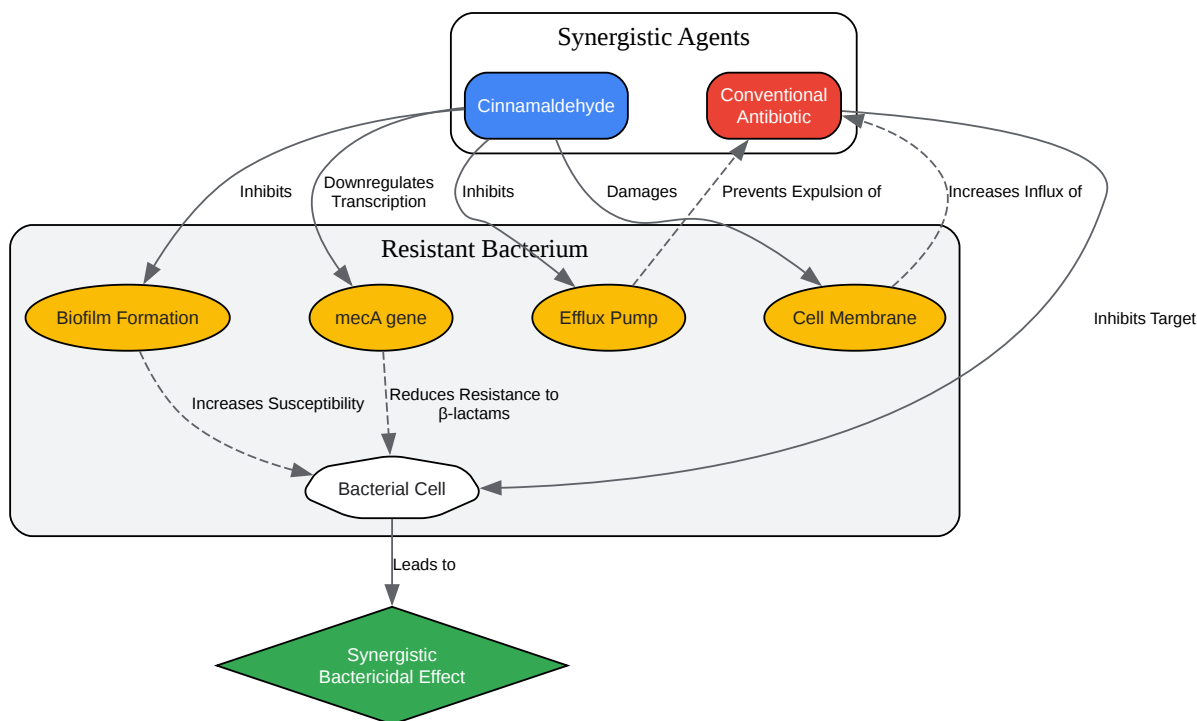 Synergistic Agents
Cinnamaldehyde
Conventional
Antibiotic
Inhibits
Downregulates
Transcription
Inhibits
Damages
Prevents Expulsion of
Increases Influx of
Resistant Bacterium
Biofilm Formation
mecA gene
Efflux Pump
Cell Membrane
Inhibits Target
Increases Susceptibility
Reduces Resistance to
β-lactams
Bacterial Cell
Leads to
Synergistic
Bactericidal Effect